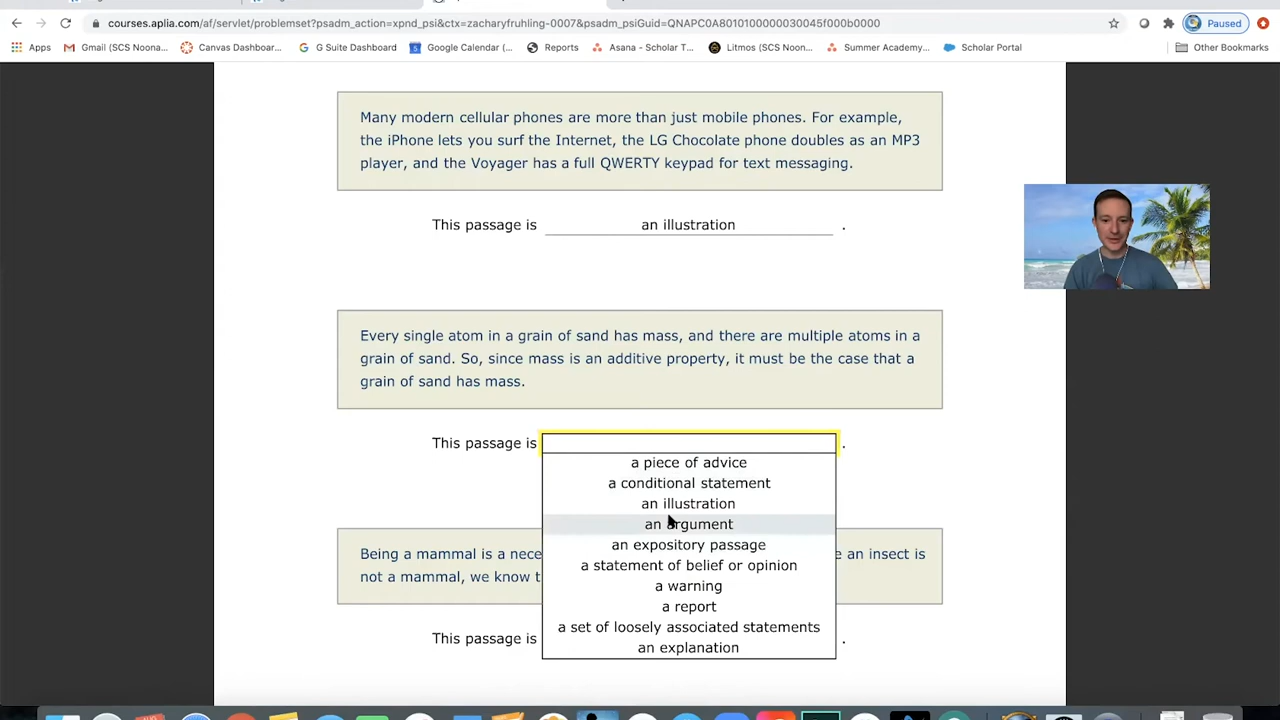 courses.aplia.com/af/servlet/problemset?psadm_action=xpnd_psi&ctx=zacharyfruhling-0007&psadm_psiGuid=QNAPC0A8010100000030045f000b0000
Paused
Apps Gmail (SCS Noona... Canvas Dashboar... G Suite Dashboard Google Calendar (... Reports Asana - Scholar T... Litmos (SCS Noon... Summer Academy... Scholar Portal Other Bookmarks
Many modern cellular phones are more than just mobile phones. For example,
the iPhone lets you surf the Internet, the LG Chocolate phone doubles as an MP3
player, and the Voyager has a full QWERTY keypad for text messaging.
This passage is an illustration .
Every single atom in a grain of sand has mass, and there are multiple atoms in a
grain of sand. So, since mass is an additive property, it must be the case that a
grain of sand has mass.
This passage is .
a piece of advice
a conditional statement
an illustration
an argument
an expository passage
a statement of belief or opinion
a warning
a report
a set of loosely associated statements
an explanation
Being a mammal is a nece e an insect is
not a mammal, we know t
This passage is .